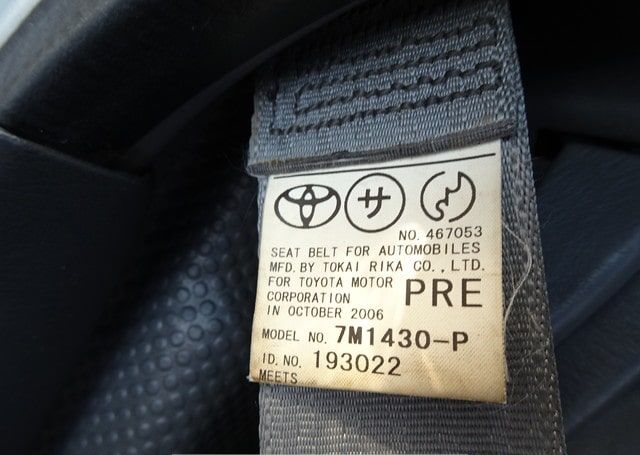 サ
NO. 467053
SEAT BELT FOR AUTOMOBILES
MFD. BY TOKAI RIKA CO., LTD.
FOR TOYOTA MOTOR
CORPORATION PRE
IN OCTOBER 2006
MODEL NO. 7M1430-P
ID. NO. 193022
MEETS